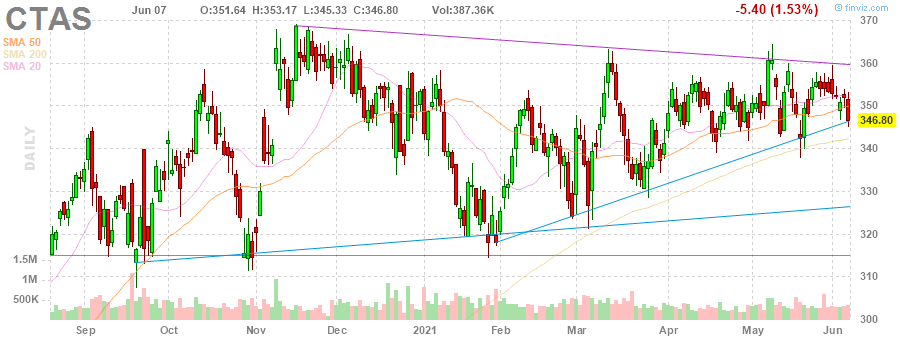 CTAS Jun 07 O:351.64 H:353.17 L:345.33 C:346.80 Vol:387.36K -5.40 (1.53%) © finviz.com
SMA 50
SMA 200
SMA 20
DAILY
370
360
350
346.80
340
330
320
310
300
1.5M
1M
500K
Sep Oct Nov Dec 2021 Feb Mar Apr May Jun